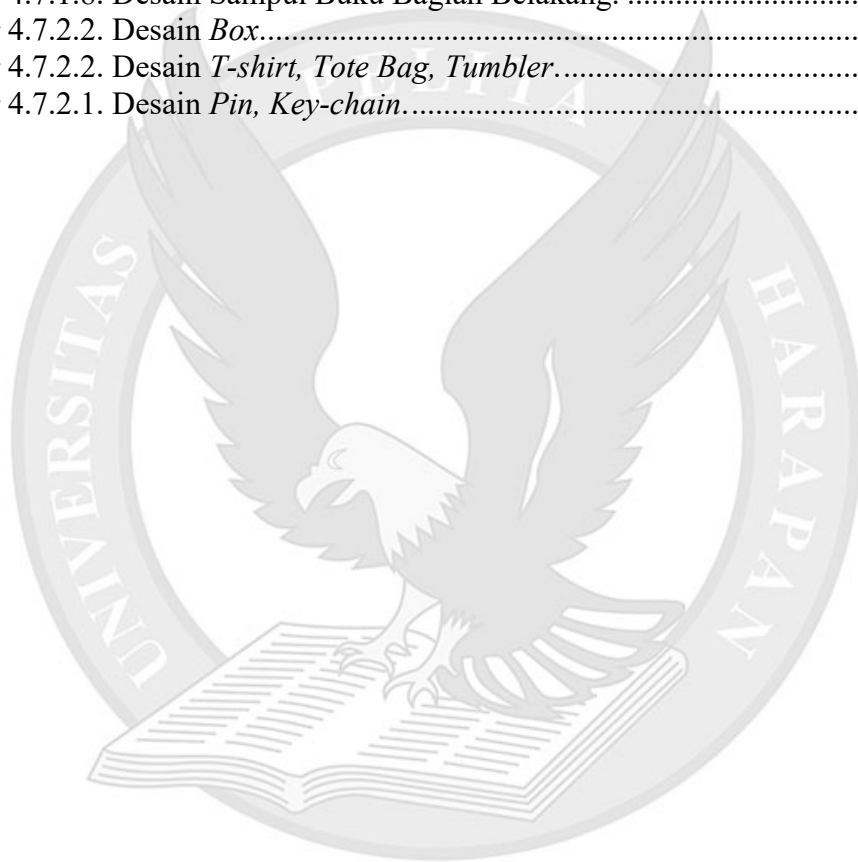 4.7.1.8. Desain Sampul Buku Bagian Belakang.
4.7.2.2. Desain Box
4.7.2.2. Desain T-shirt, Tote Bag, Tumbler.
4.7.2.1. Desain Pin, Key-chain.
UNIVERSITAS PELITA HARAPAN